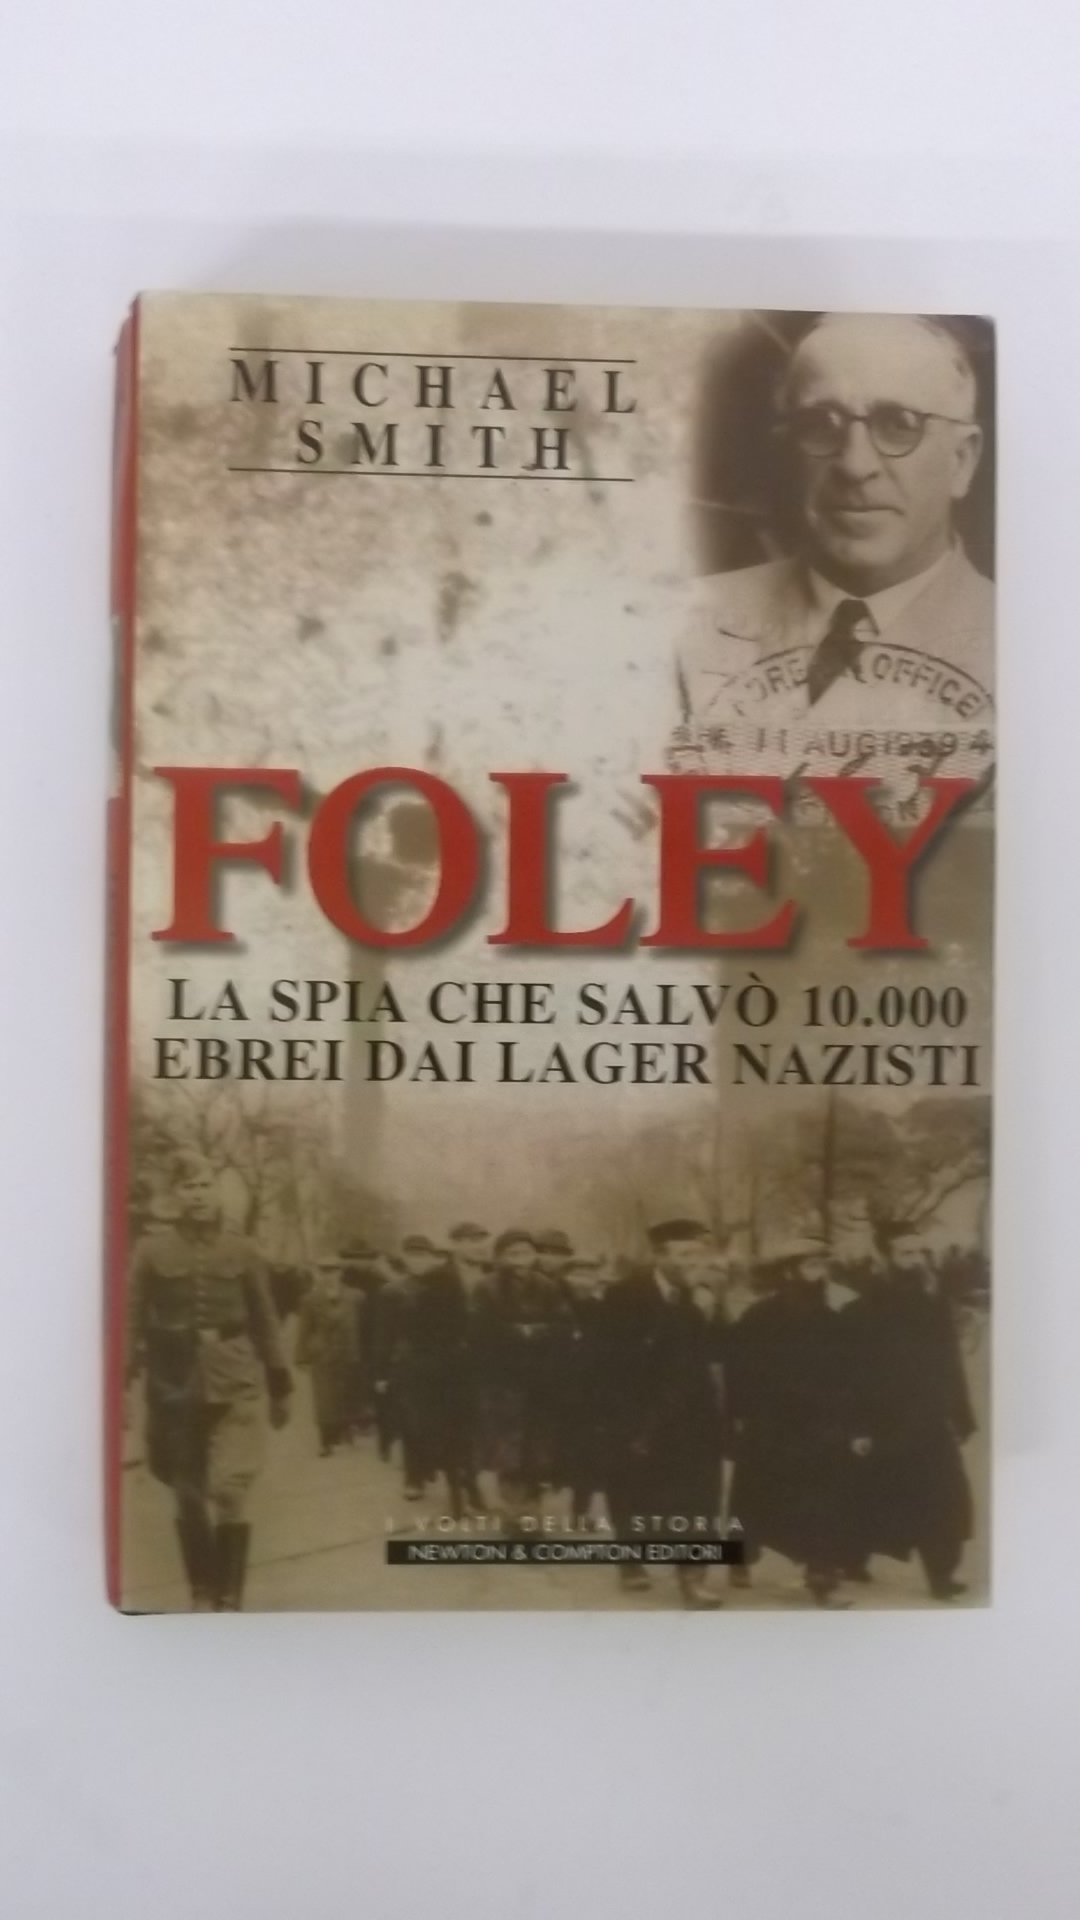 MICHAEL
SMITH
FOREIGN OFFICE
11 AUG 1939
FOLEY
LA SPIA CHE SALVÒ 10.000
EBREI DAI LAGER NAZISTI
I VOLTI DELLA STORIA
NEWTON & COMPTON EDITORI